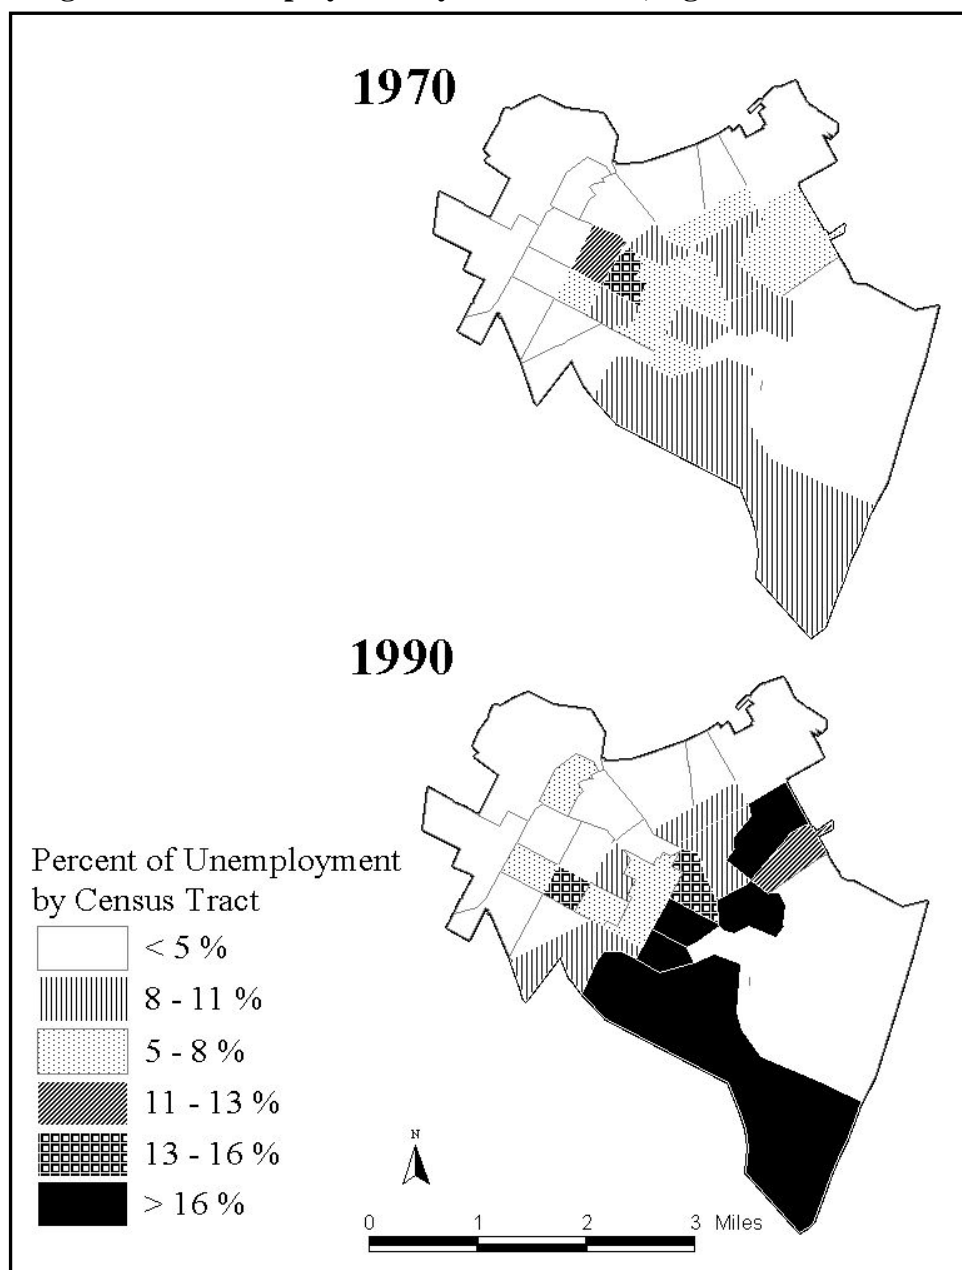 1970
1990
Percent of Unemployment
by Census Tract
< 5 %
8 - 11 %
5 - 8 %
11 - 13 %
13 - 16 %
> 16 %
N
0 1 2 3 Miles